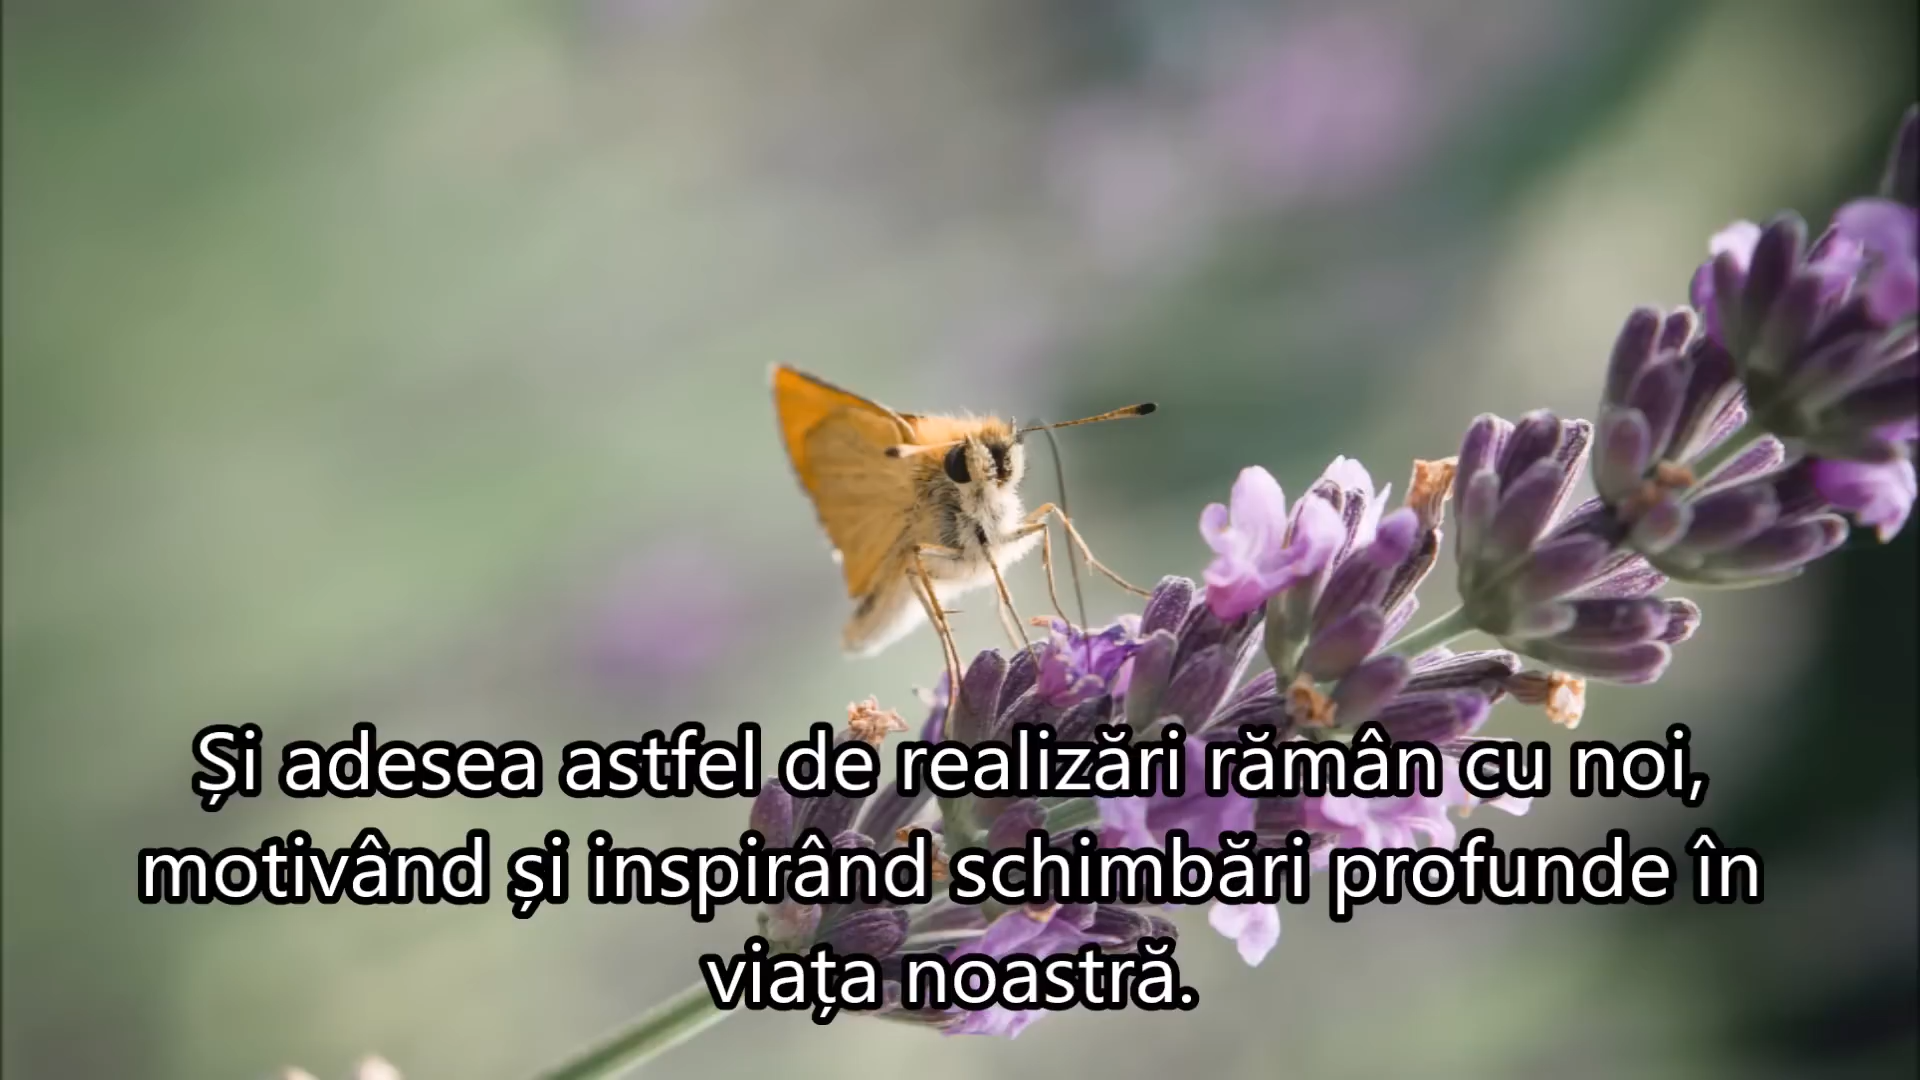 Și adesea astfel de realizări rămân cu noi,
motivând și inspirând schimbări profunde în
viața noastră.